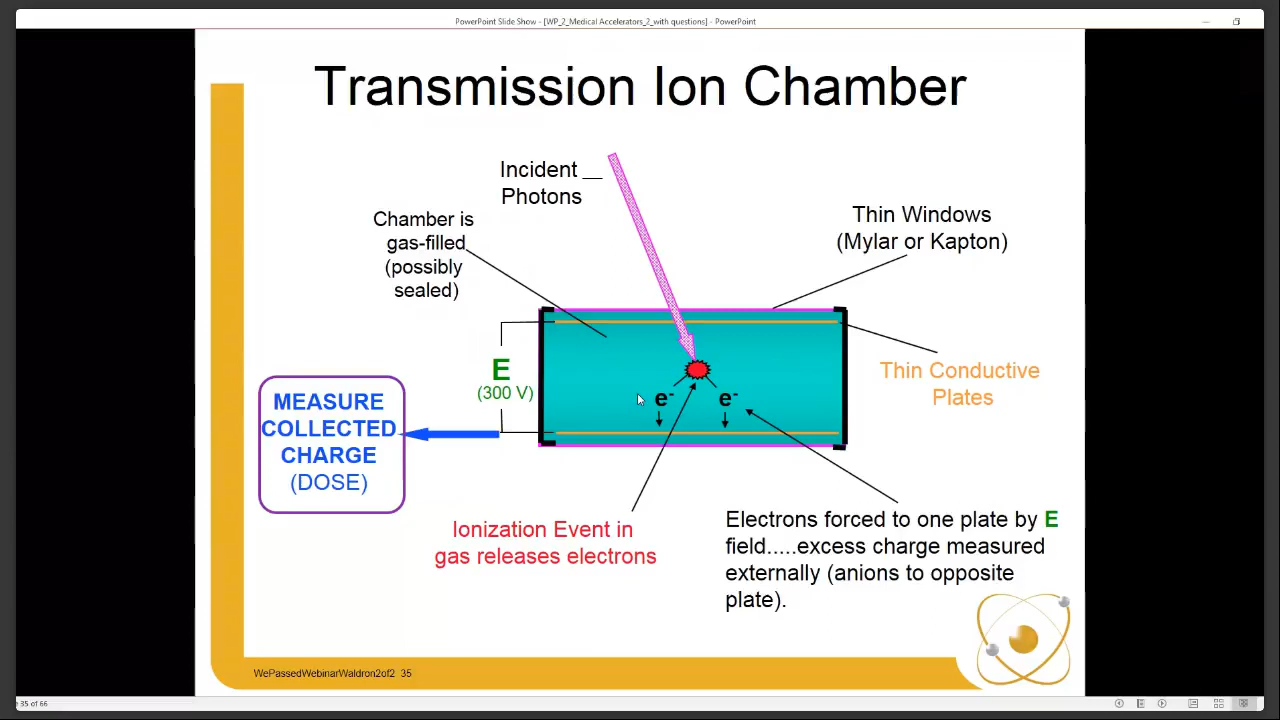 PowerPoint Slide Show - [WP_2_Medical Accelerators_2_with questions] - PowerPoint
Transmission Ion Chamber
Incident __
Photons
Chamber is
gas-filled
(possibly
sealed)
Thin Windows
(Mylar or Kapton)
E
(300 V)
Thin Conductive
Plates
e-
e-
MEASURE
COLLECTED
CHARGE
(DOSE)
Ionization Event in
gas releases electrons
Electrons forced to one plate by E
field.....excess charge measured
externally (anions to opposite
plate).
WePassedWebinarWaldron2of2 35
35 of 66